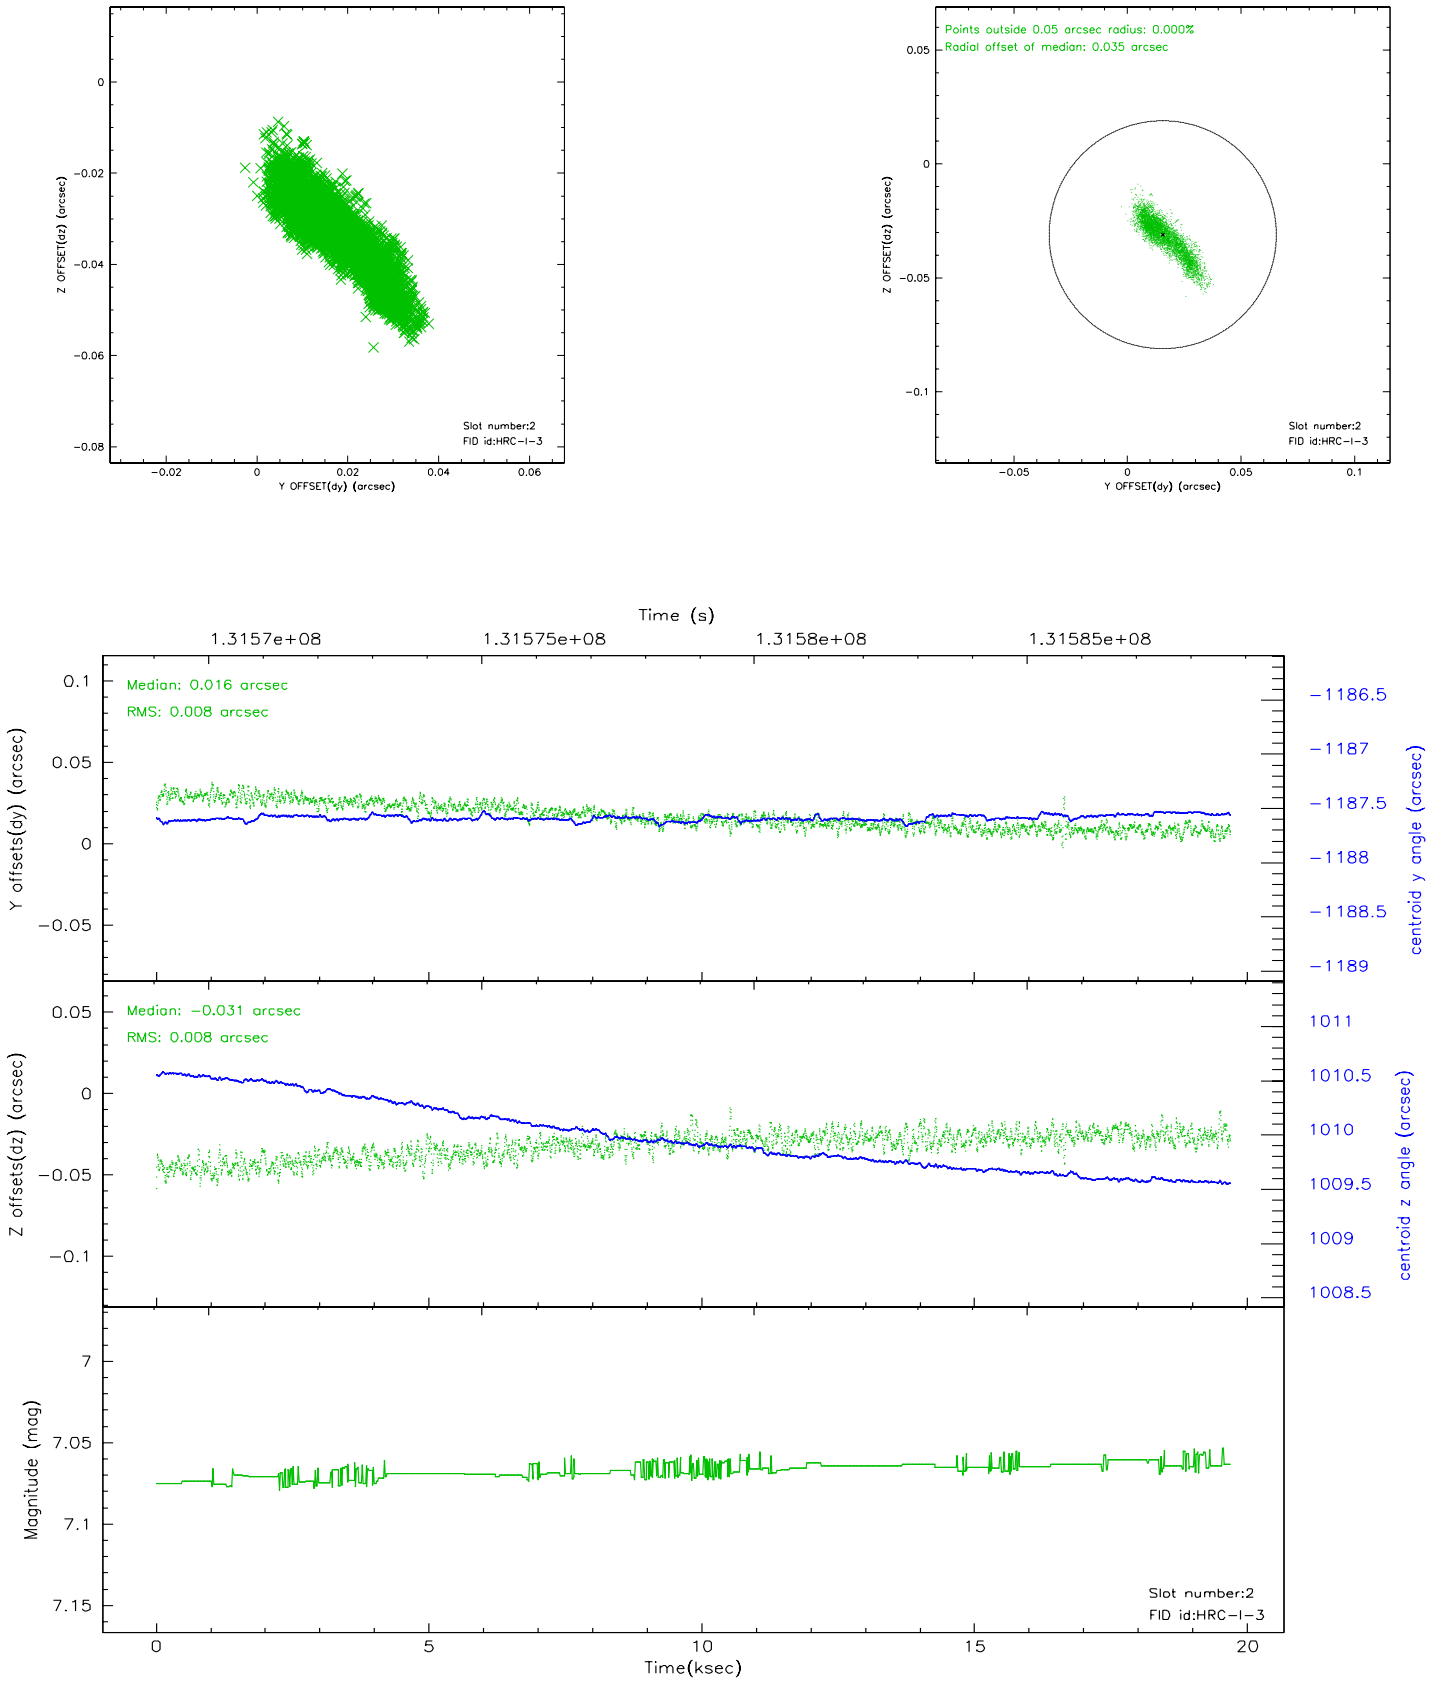 0
−0.02
−0.04
−0.06
−0.08
Z OFFSET(dz) (arcsec)
Slot number:2
FID id:HRC−I−3
−0.02 0 0.02 0.04 0.06
Y OFFSET(dy) (arcsec)
Points outside 0.05 arcsec radius: 0.000%
Radial offset of median: 0.035 arcsec
0.05
0
−0.05
−0.1
Z OFFSET(dz) (arcsec)
Slot number:2
FID id:HRC−I−3
−0.05 0 0.05 0.1
Y OFFSET(dy) (arcsec)
Time (s)
1.3157e+08 1.31575e+08 1.3158e+08 1.31585e+08
Median: 0.016 arcsec
RMS: 0.008 arcsec
0.1
0.05
0
−0.05
Y offsets(dy) (arcsec)
−1186.5
−1187
−1187.5
−1188
−1188.5
−1189
centroid y angle (arcsec)
Median: −0.031 arcsec
RMS: 0.008 arcsec
0.05
0
−0.05
−0.1
Z offsets(dz) (arcsec)
1011
1010.5
1010
1009.5
1009
1008.5
centroid z angle (arcsec)
7
7.05
7.1
7.15
Magnitude (mag)
Slot number:2
FID id:HRC−I−3
0 5 10 15 20
Time(ksec)